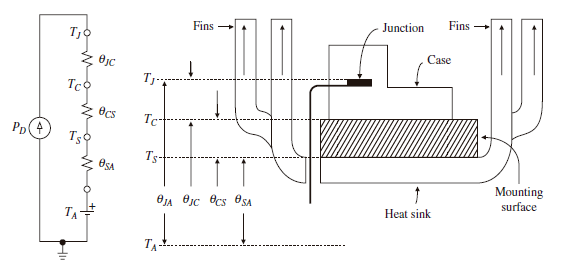 T_J
θ_JC
T_C
θ_CS
P_D
T_S
θ_SA
T_A
+
Fins
Junction
Fins
Case
T_J
T_C
T_S
θ_JA θ_JC θ_CS θ_SA
T_A
Heat sink
Mounting
surface